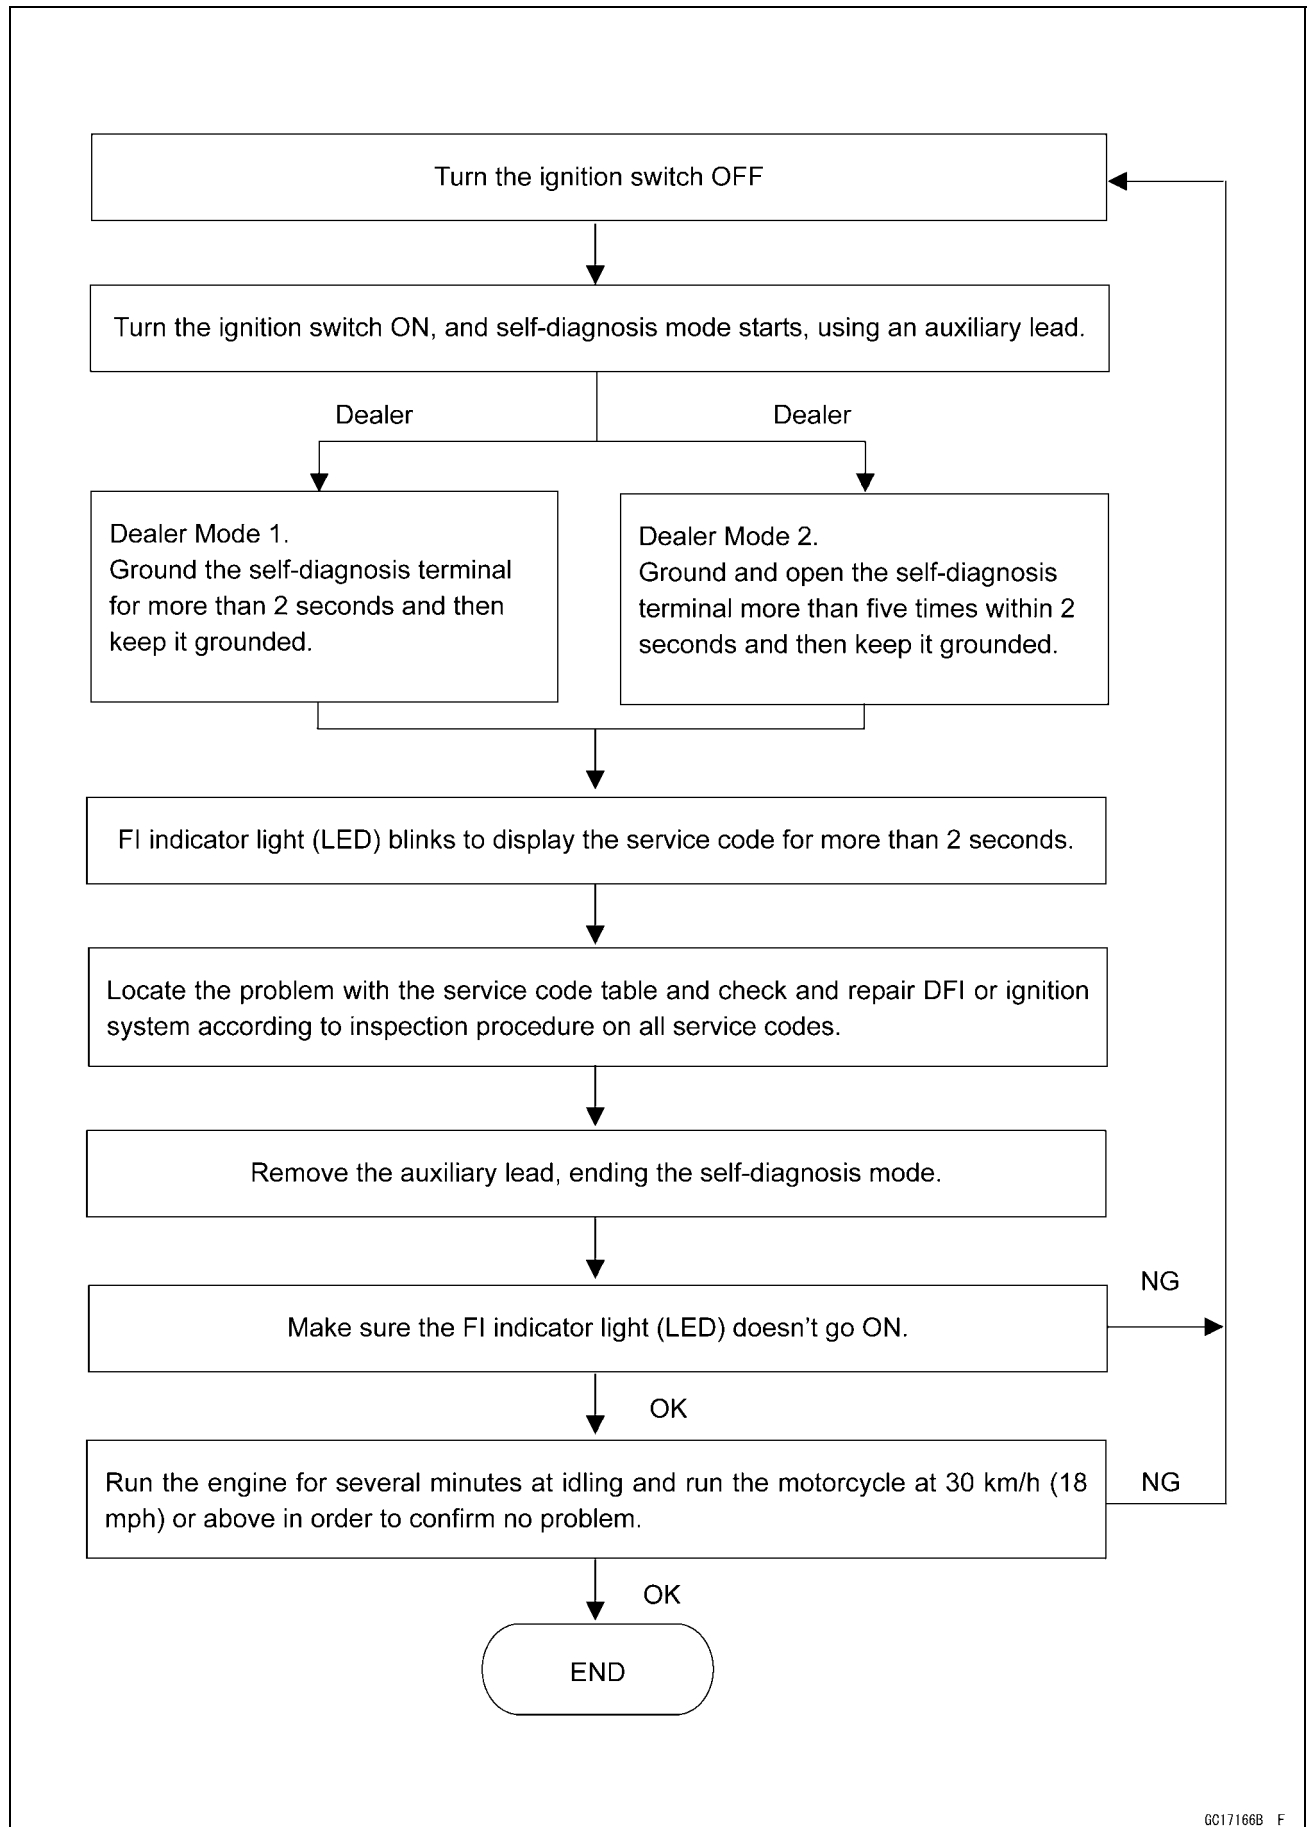 Turn the ignition switch OFF
Turn the ignition switch ON, and self-diagnosis mode starts, using an auxiliary lead.
Dealer
Dealer
Dealer Mode 1.
Ground the self-diagnosis terminal
for more than 2 seconds and then
keep it grounded.
Dealer Mode 2.
Ground and open the self-diagnosis
terminal more than five times within 2
seconds and then keep it grounded.
FI indicator light (LED) blinks to display the service code for more than 2 seconds.
Locate the problem with the service code table and check and repair DFI or ignition
system according to inspection procedure on all service codes.
Remove the auxiliary lead, ending the self-diagnosis mode.
NG
Make sure the FI indicator light (LED) doesn't go ON.
OK
Run the engine for several minutes at idling and run the motorcycle at 30 km/h (18
mph) or above in order to confirm no problem.
NG
OK
END
GC17166B F